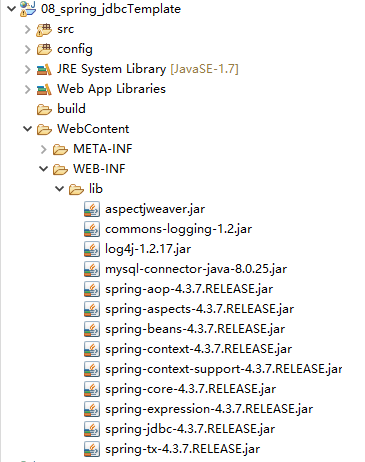 08_spring_jdbcTemplate
src
config
JRE System Library [JavaSE-1.7]
Web App Libraries
build
WebContent
META-INF
WEB-INF
lib
aspectjweaver.jar
commons-logging-1.2.jar
log4j-1.2.17.jar
mysql-connector-java-8.0.25.jar
spring-aop-4.3.7.RELEASE.jar
spring-aspects-4.3.7.RELEASE.jar
spring-beans-4.3.7.RELEASE.jar
spring-context-4.3.7.RELEASE.jar
spring-context-support-4.3.7.RELEASE.jar
spring-core-4.3.7.RELEASE.jar
spring-expression-4.3.7.RELEASE.jar
spring-jdbc-4.3.7.RELEASE.jar
spring-tx-4.3.7.RELEASE.jar